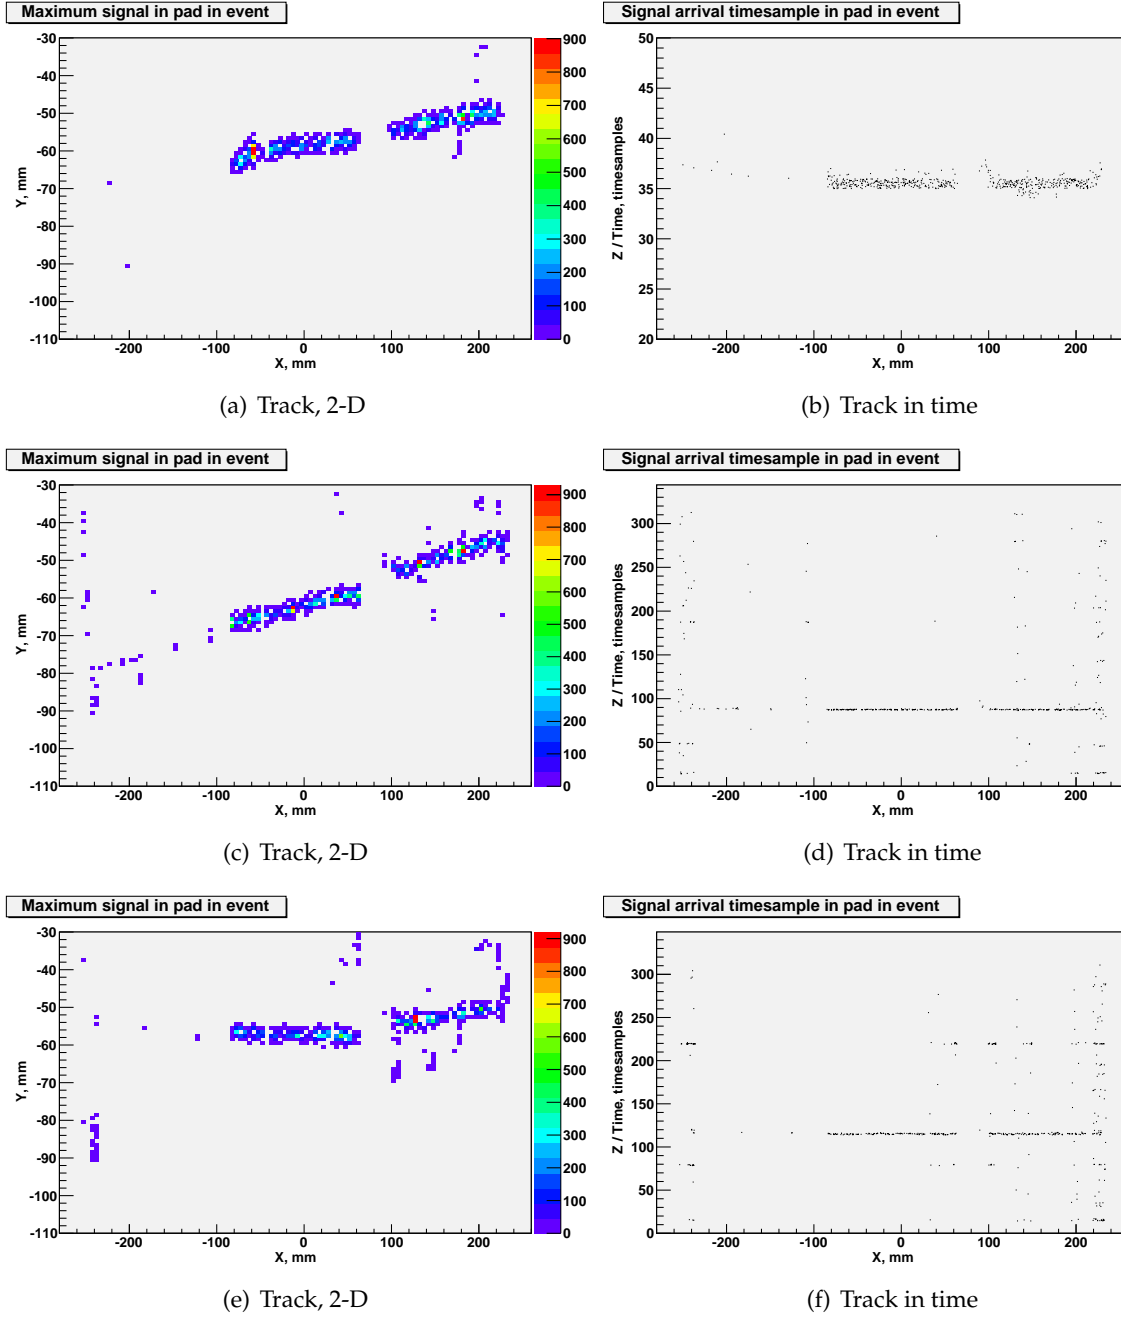 Maximum signal in pad in event
Signal arrival timesample in pad in event
-30
-40
-50
-60
-70
-80
-90
-100
-110
Y, mm
-200 -100 0 100 200
X, mm
900
800
700
600
500
400
300
200
100
0
50
45
40
35
30
25
20
Z / Time, timesamples
-200 -100 0 100 200
X, mm
(a) Track, 2-D
(b) Track in time
Maximum signal in pad in event
Signal arrival timesample in pad in event
-30
-40
-50
-60
-70
-80
-90
-100
-110
Y, mm
-200 -100 0 100 200
X, mm
900
800
700
600
500
400
300
200
100
0
300
250
200
150
100
50
0
Z / Time, timesamples
-200 -100 0 100 200
X, mm
(c) Track, 2-D
(d) Track in time
Maximum signal in pad in event
Signal arrival timesample in pad in event
-30
-40
-50
-60
-70
-80
-90
-100
-110
Y, mm
-200 -100 0 100 200
X, mm
900
800
700
600
500
400
300
200
100
0
300
250
200
150
100
50
0
Z / Time, timesamples
-200 -100 0 100 200
X, mm
(e) Track, 2-D
(f) Track in time